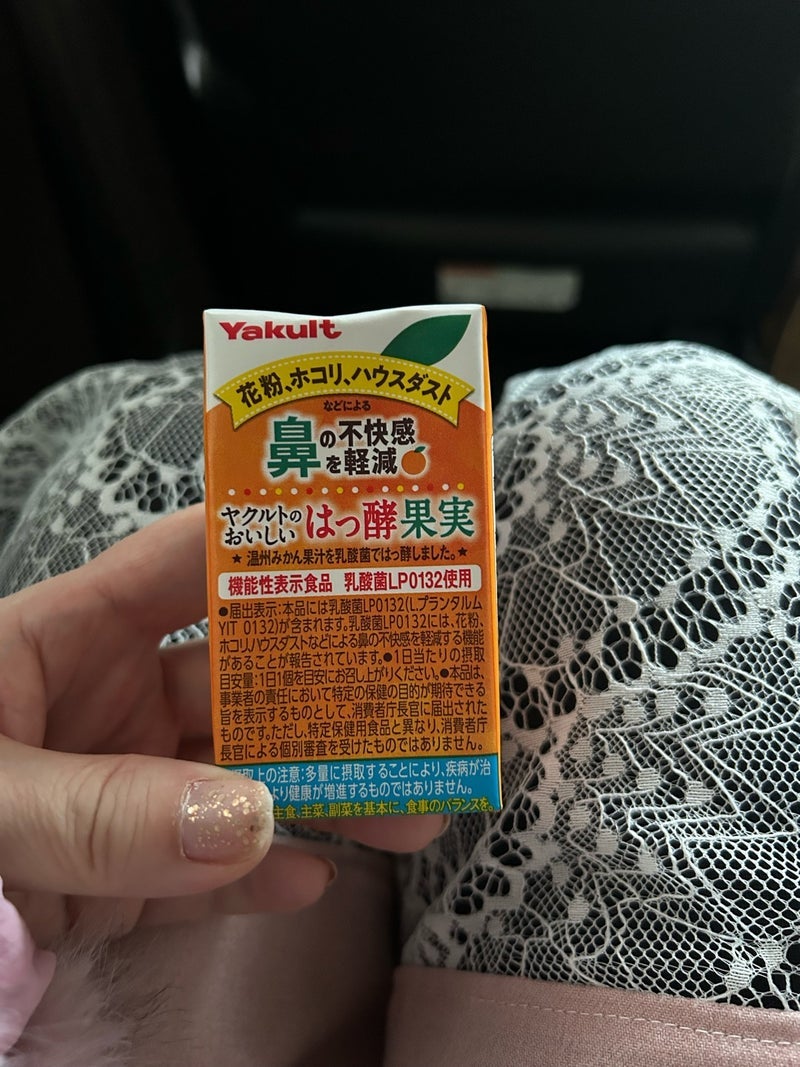 Yakult
花粉、ホコリ、ハウスダスト
などによる
鼻の不快感
を軽減
ヤクルトの
おいしい はっ酵果実
★ 温州みかん果汁を乳酸菌ではっ酵しました。★
機能性表示食品 乳酸菌LP0132使用
●届出表示:本品には乳酸菌LP0132(L.プランタルム
YIT 0132)が含まれます。乳酸菌LP0132には、花粉、
ホコリ、ハウスダストなどによる鼻の不快感を軽減する機能
があることが報告されています。●1日当たりの摂取
目安量:1日1個を目安にお召し上がりください。●本品は、
事業者の責任において特定の保健の目的が期待できる
旨を表示するものとして、消費者庁長官に届出された
ものです。ただし、特定保健用食品と異なり、消費者庁
長官による個別審査を受けたものではありません。
摂取上の注意:多量に摂取することにより、疾病が治
より健康が増進するものではありません。
主食、主菜、副菜を基本に、食事のバランスを。